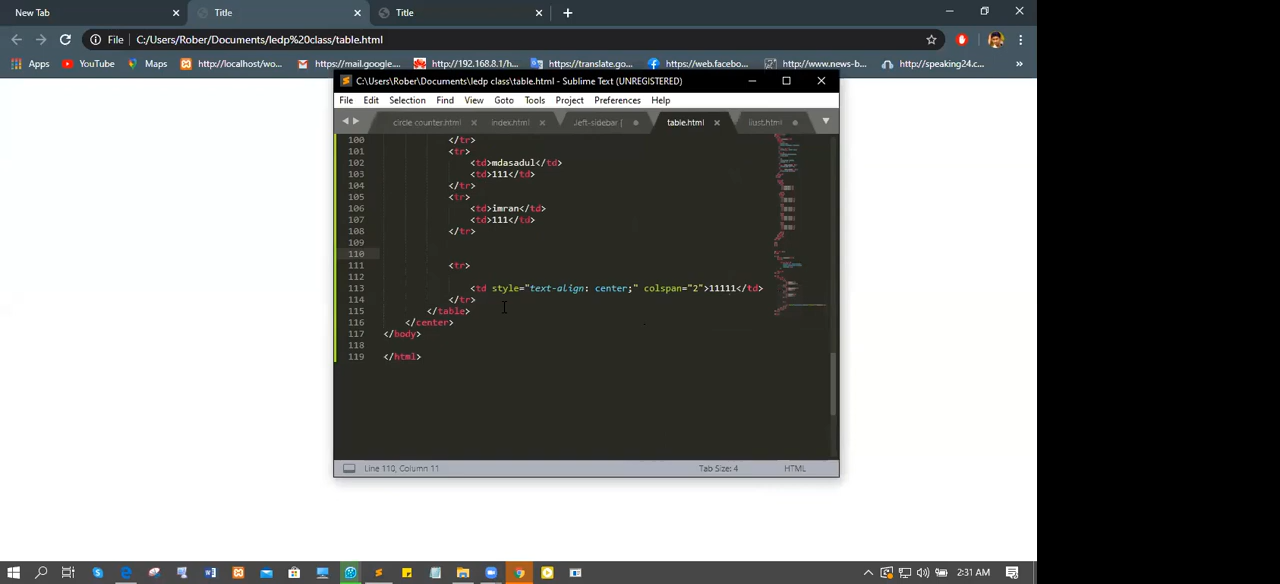 New Tab
Title
Title
File
C:/Users/Rober/Documents/ledp%20class/table.html
Apps
YouTube
Maps
http://localhost/wo...
https://mail.google...
http://192.168.8.1/h...
https://translate.go...
https://web.facebo...
http://www.news-b...
http://speaking24.c...
»
C:\Users\Rober\Documents\ledp class\table.html - Sublime Text (UNREGISTERED)
File Edit Selection Find View Goto Tools Project Preferences Help
circle counter.html
index.html
.left-sidebar {
table.html
liust.html
100 </tr>
101 <tr>
102 <td>mdasadul</td>
103 <td>111</td>
104 </tr>
105 <tr>
106 <td>imran</td>
107 <td>111</td>
108 </tr>
109
110
111 <tr>
112
113 <td style="text-align: center;" colspan="2">11111</td>
114 </tr>
115 </table>
116 </center>
117 </body>
118
119 </html>
Line 110, Column 11
Tab Size: 4
HTML
2:31 AM